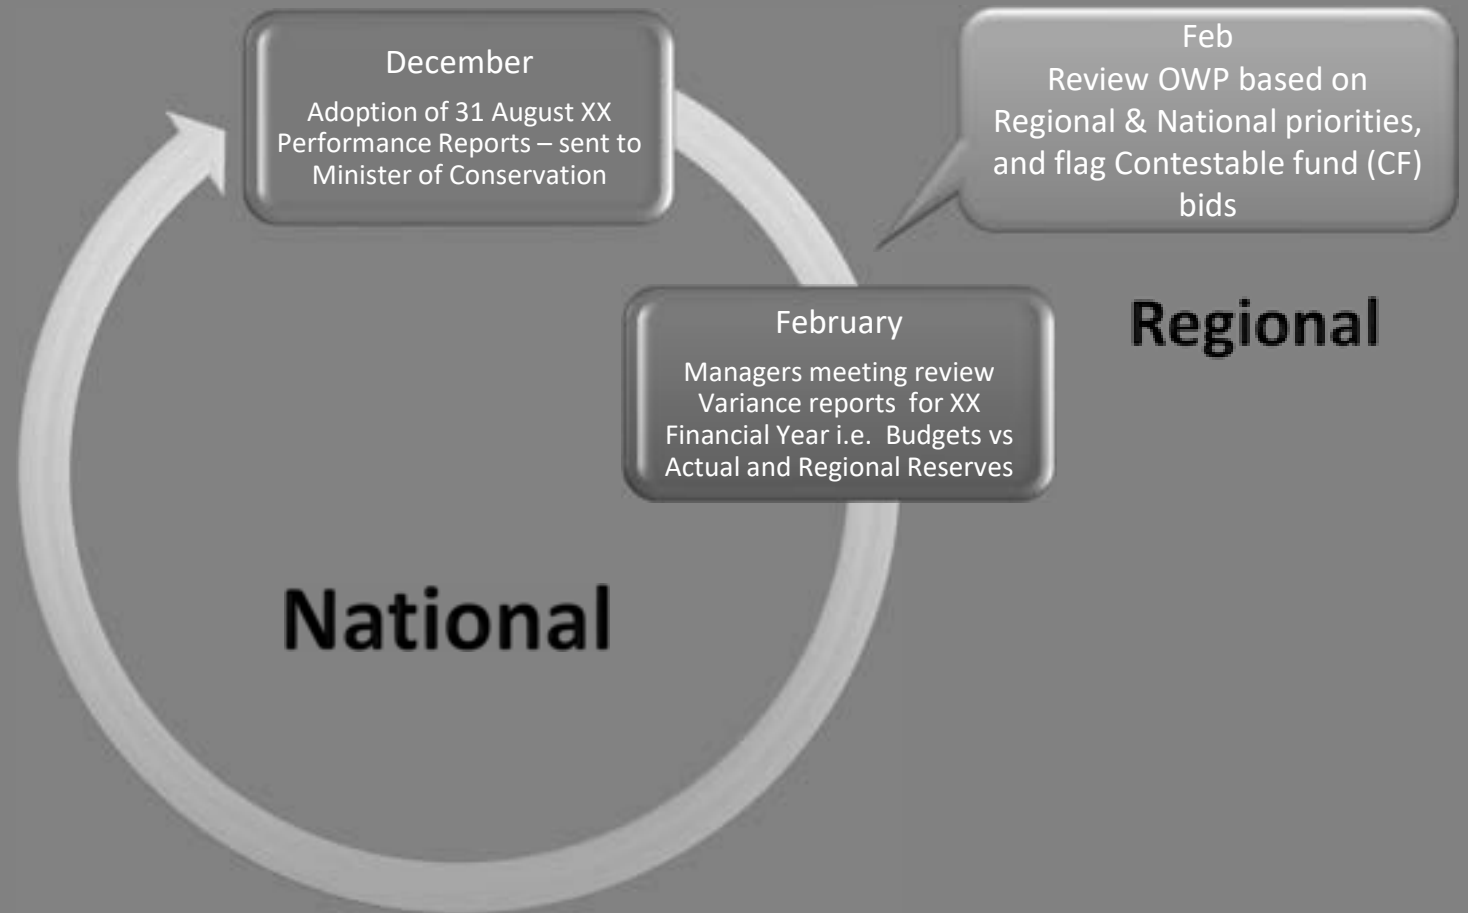 December
Adoption of 31 August XX
Performance Reports – sent to
Minister of Conservation
Feb
Review OWP based on
Regional & National priorities,
and flag Contestable fund (CF)
bids
February
Managers meeting review
Variance reports  for XX
Financial Year i.e.  Budgets vs
Actual and Regional Reserves
Regional
National